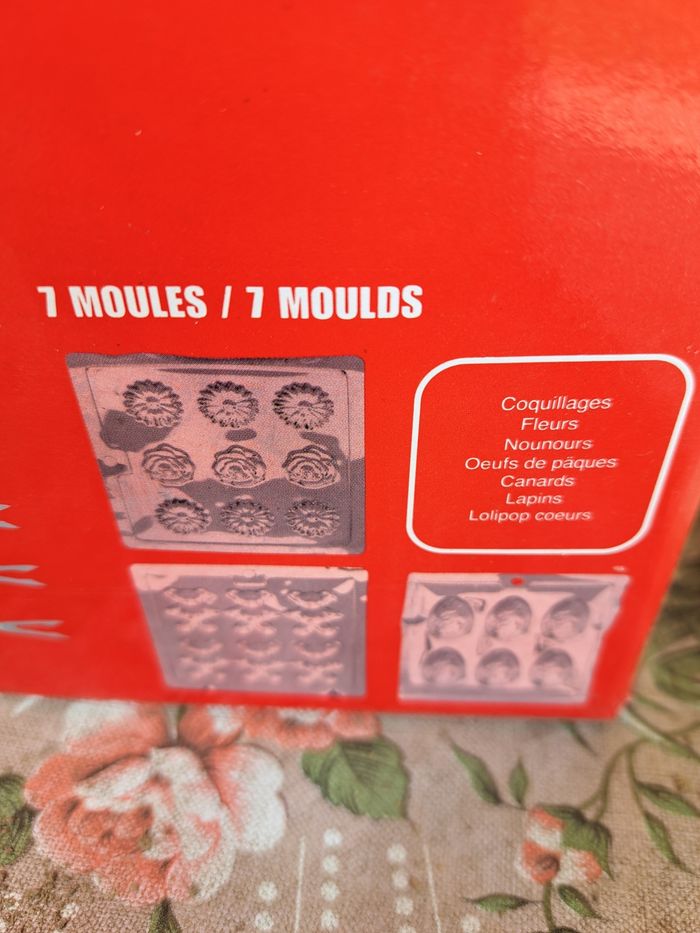 7 MOULES / 7 MOULDS
Coquillages
Fleurs
Nounours
Oeufs de pâques
Canards
Lapins
Lolipop coeurs